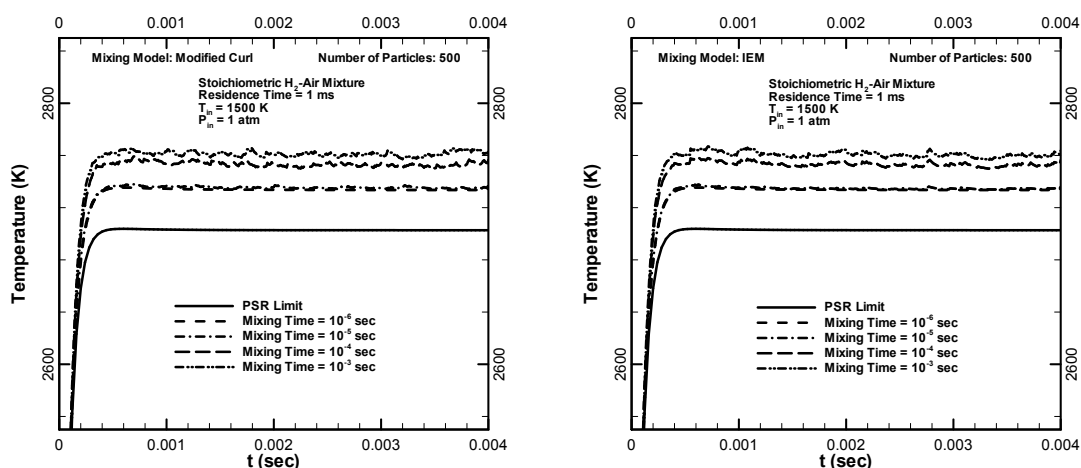 0 0.001 0.002 0.003 0.004
Mixing Model: Modified Curl Number of Particles: 500
Stoichiometric H2-Air Mixture
Residence Time = 1 ms
Tin = 1500 K
Pin = 1 atm
2800 2800
Temperature (K)
PSR Limit
Mixing Time = 10-6 sec
Mixing Time = 10-5 sec
Mixing Time = 10-4 sec
Mixing Time = 10-3 sec
2600 2600
0 0.001 0.002 0.003 0.004
t (sec)
0 0.001 0.002 0.003 0.004
Mixing Model: IEM Number of Particles: 500
Stoichiometric H2-Air Mixture
Residence Time = 1 ms
Tin = 1500 K
Pin = 1 atm
2800 2800
Temperature (K)
PSR Limit
Mixing Time = 10-6 sec
Mixing Time = 10-5 sec
Mixing Time = 10-4 sec
Mixing Time = 10-3 sec
2600 2600
0 0.001 0.002 0.003 0.004
t (sec)